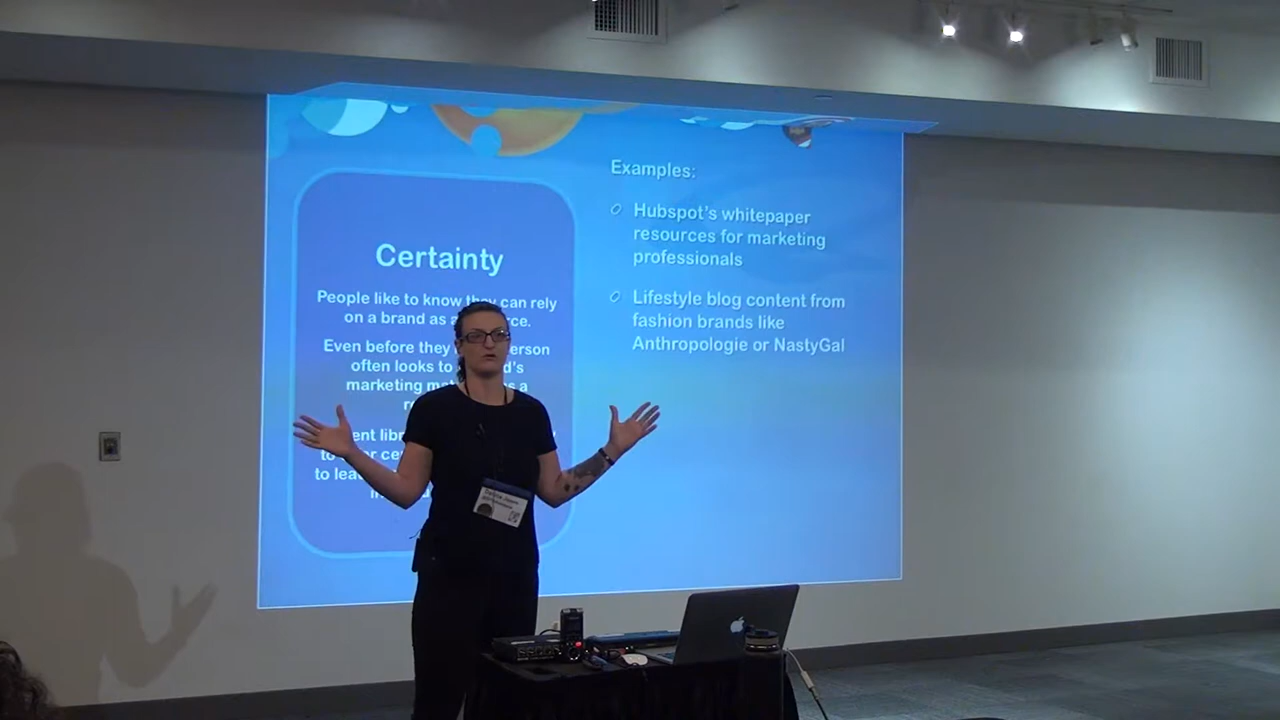 Certainty
People like to know they can rely
on a brand as a rce.
Even before they erson
often looks to d's
marketing mat s a
ent libr
to er ce
to lea
Examples:
Hubspot's whitepaper
resources for marketing
professionals
Lifestyle blog content from
fashion brands like
Anthropologie or NastyGal